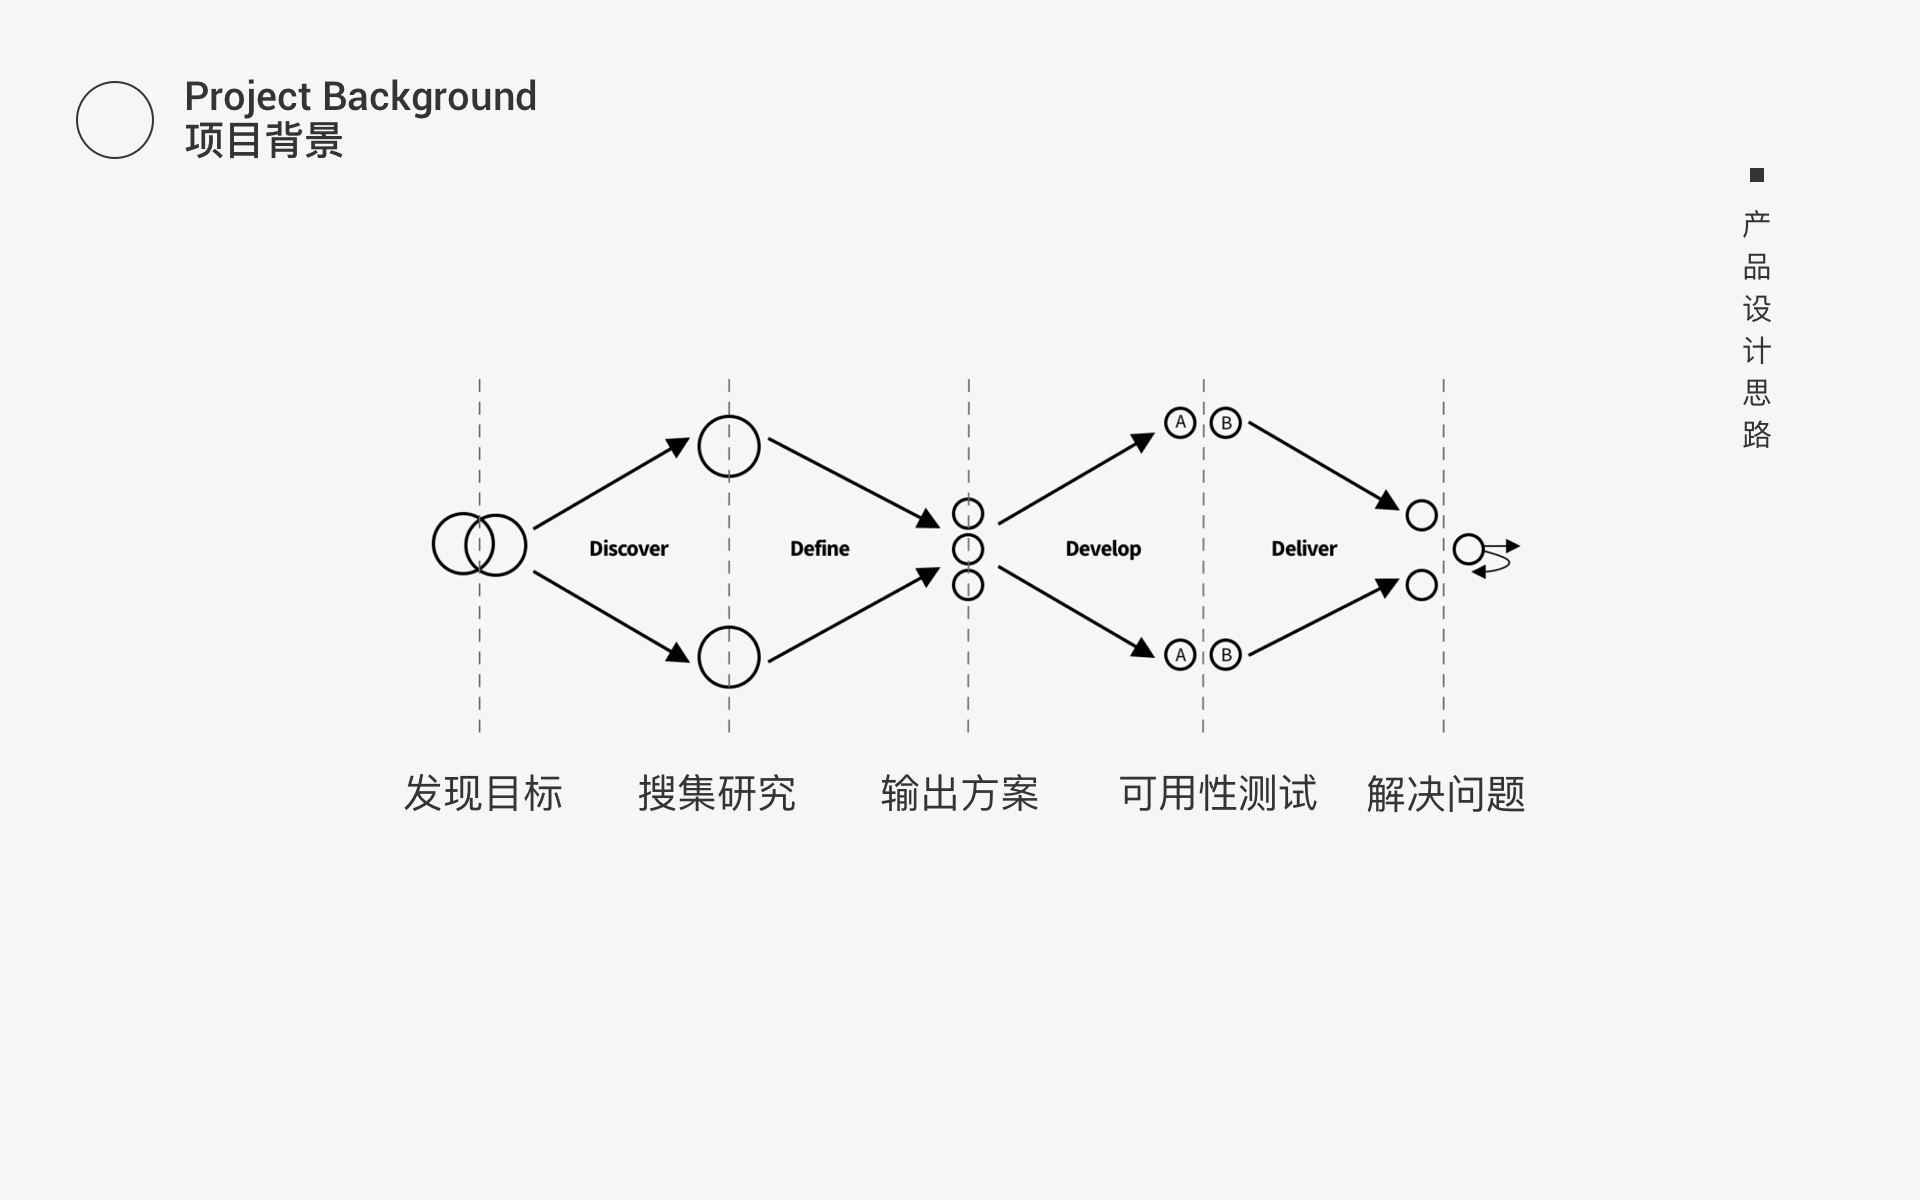 Project Background
项目背景
产品设计思路
A B
Discover Define Develop Deliver
A B
发现目标 搜集研究 输出方案 可用性测试 解决问题